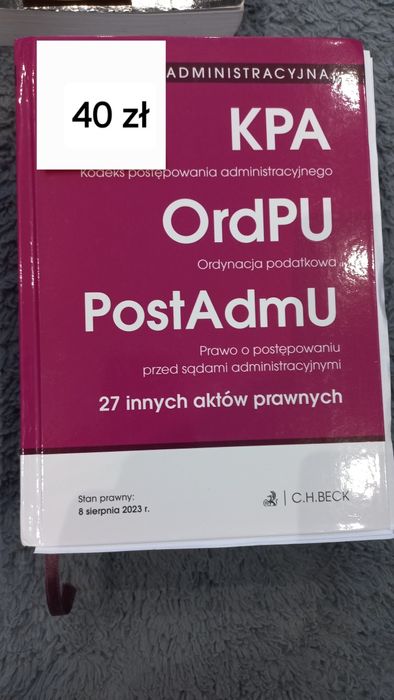 ADMINISTRACYJNA
40 zł
KPA
Kodeks postępowania administracyjnego
OrdPU
Ordynacja podatkowa
PostAdmU
Prawo o postępowaniu
przed sądami administracyjnymi
27 innych aktów prawnych
Stan prawny:
8 sierpnia 2023 r.
C.H.BECK